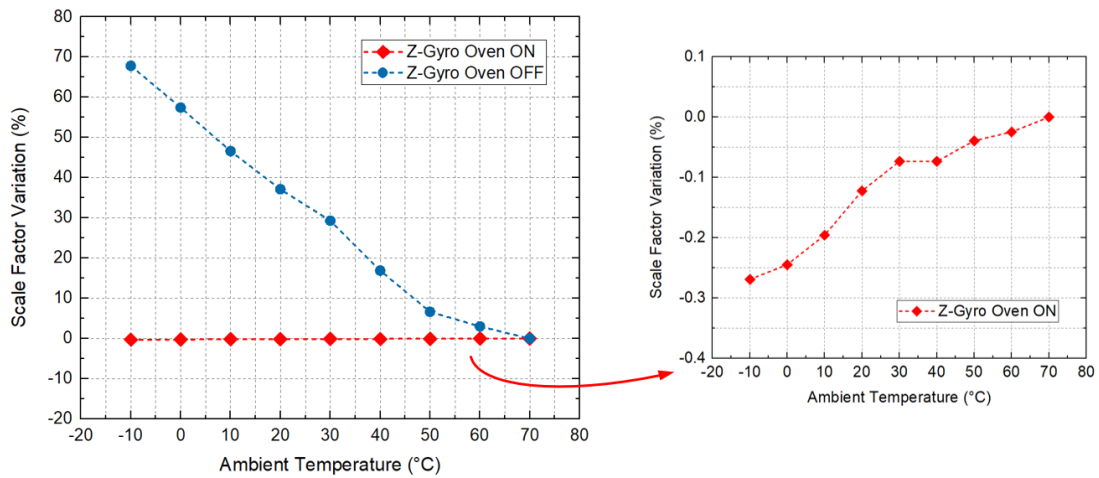 80
70
60
50
40
30
20
10
0
-10
-20
Scale Factor Variation (%)
Z-Gyro Oven ON
Z-Gyro Oven OFF
-20 -10 0 10 20 30 40 50 60 70 80
Ambient Temperature (°C)
0.1
0.0
-0.1
-0.2
-0.3
-0.4
Scale Factor Variation (%)
Z-Gyro Oven ON
-20 -10 0 10 20 30 40 50 60 70 80
Ambient Temperature (°C)